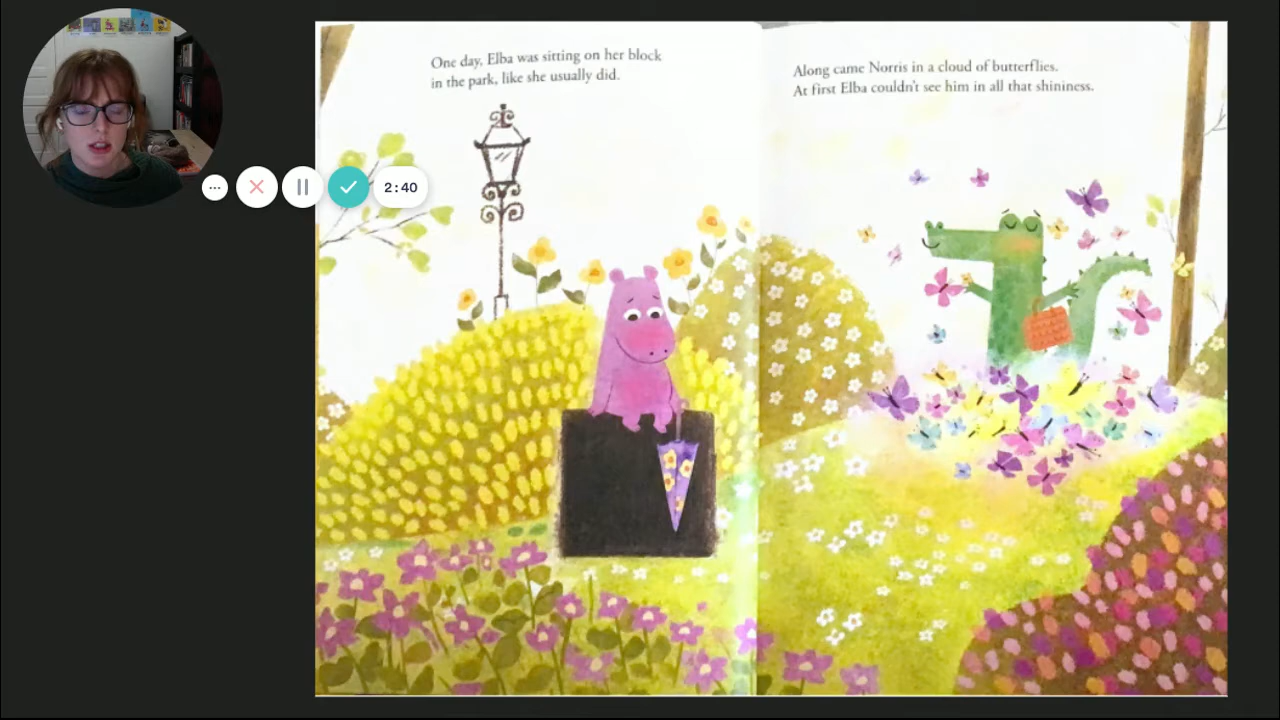 One day, Elba was sitting on her block
in the park, like she usually did.
Along came Norris in a cloud of butterflies.
At first Elba couldn't see him in all that shininess.
2:40